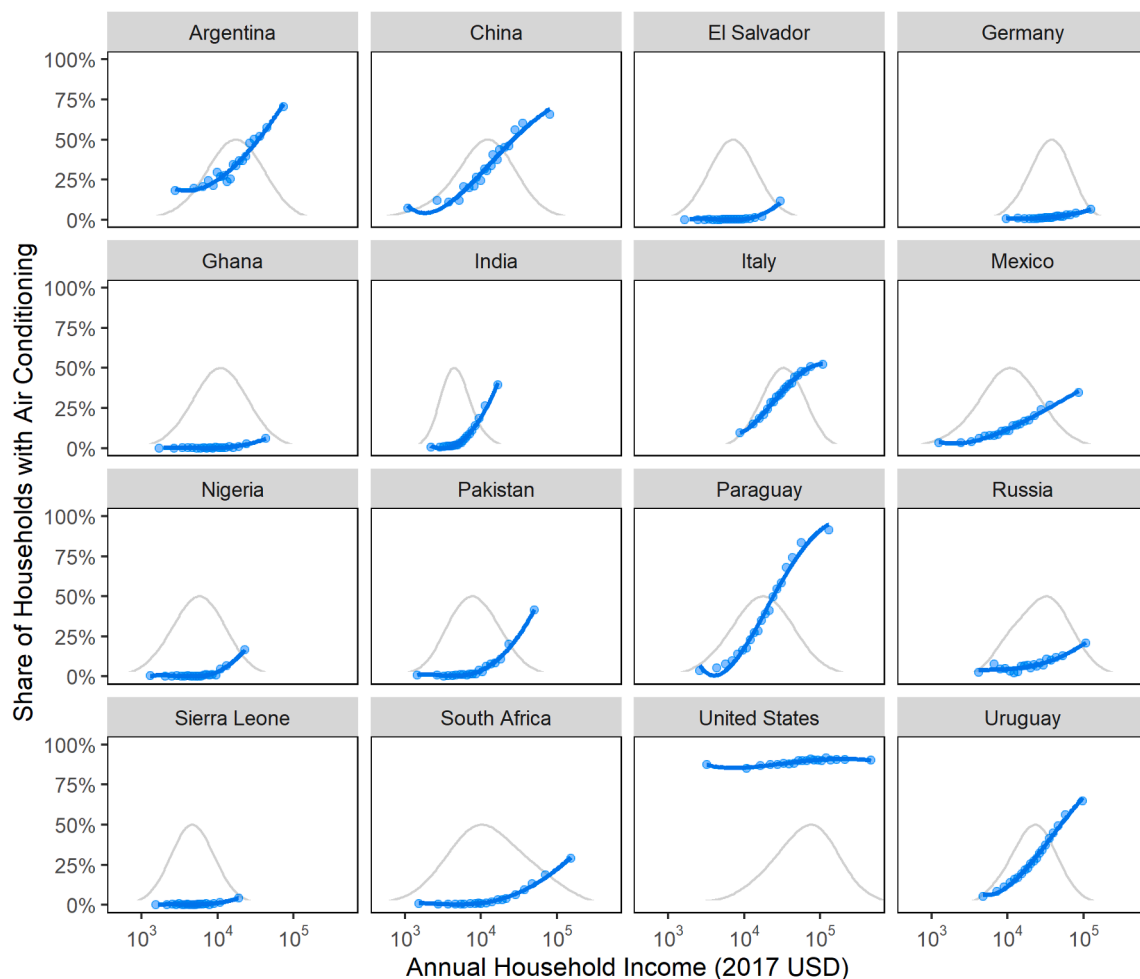 Argentina China El Salvador Germany
100%
75%
50%
25%
0%
Ghana India Italy Mexico
100%
75%
50%
25%
0%
Nigeria Pakistan Paraguay Russia
100%
75%
50%
25%
0%
Sierra Leone South Africa United States Uruguay
100%
75%
50%
25%
0%
10³ 10⁴ 10⁵ 10³ 10⁴ 10⁵ 10³ 10⁴ 10⁵ 10³ 10⁴ 10⁵
Share of Households with Air Conditioning
Annual Household Income (2017 USD)